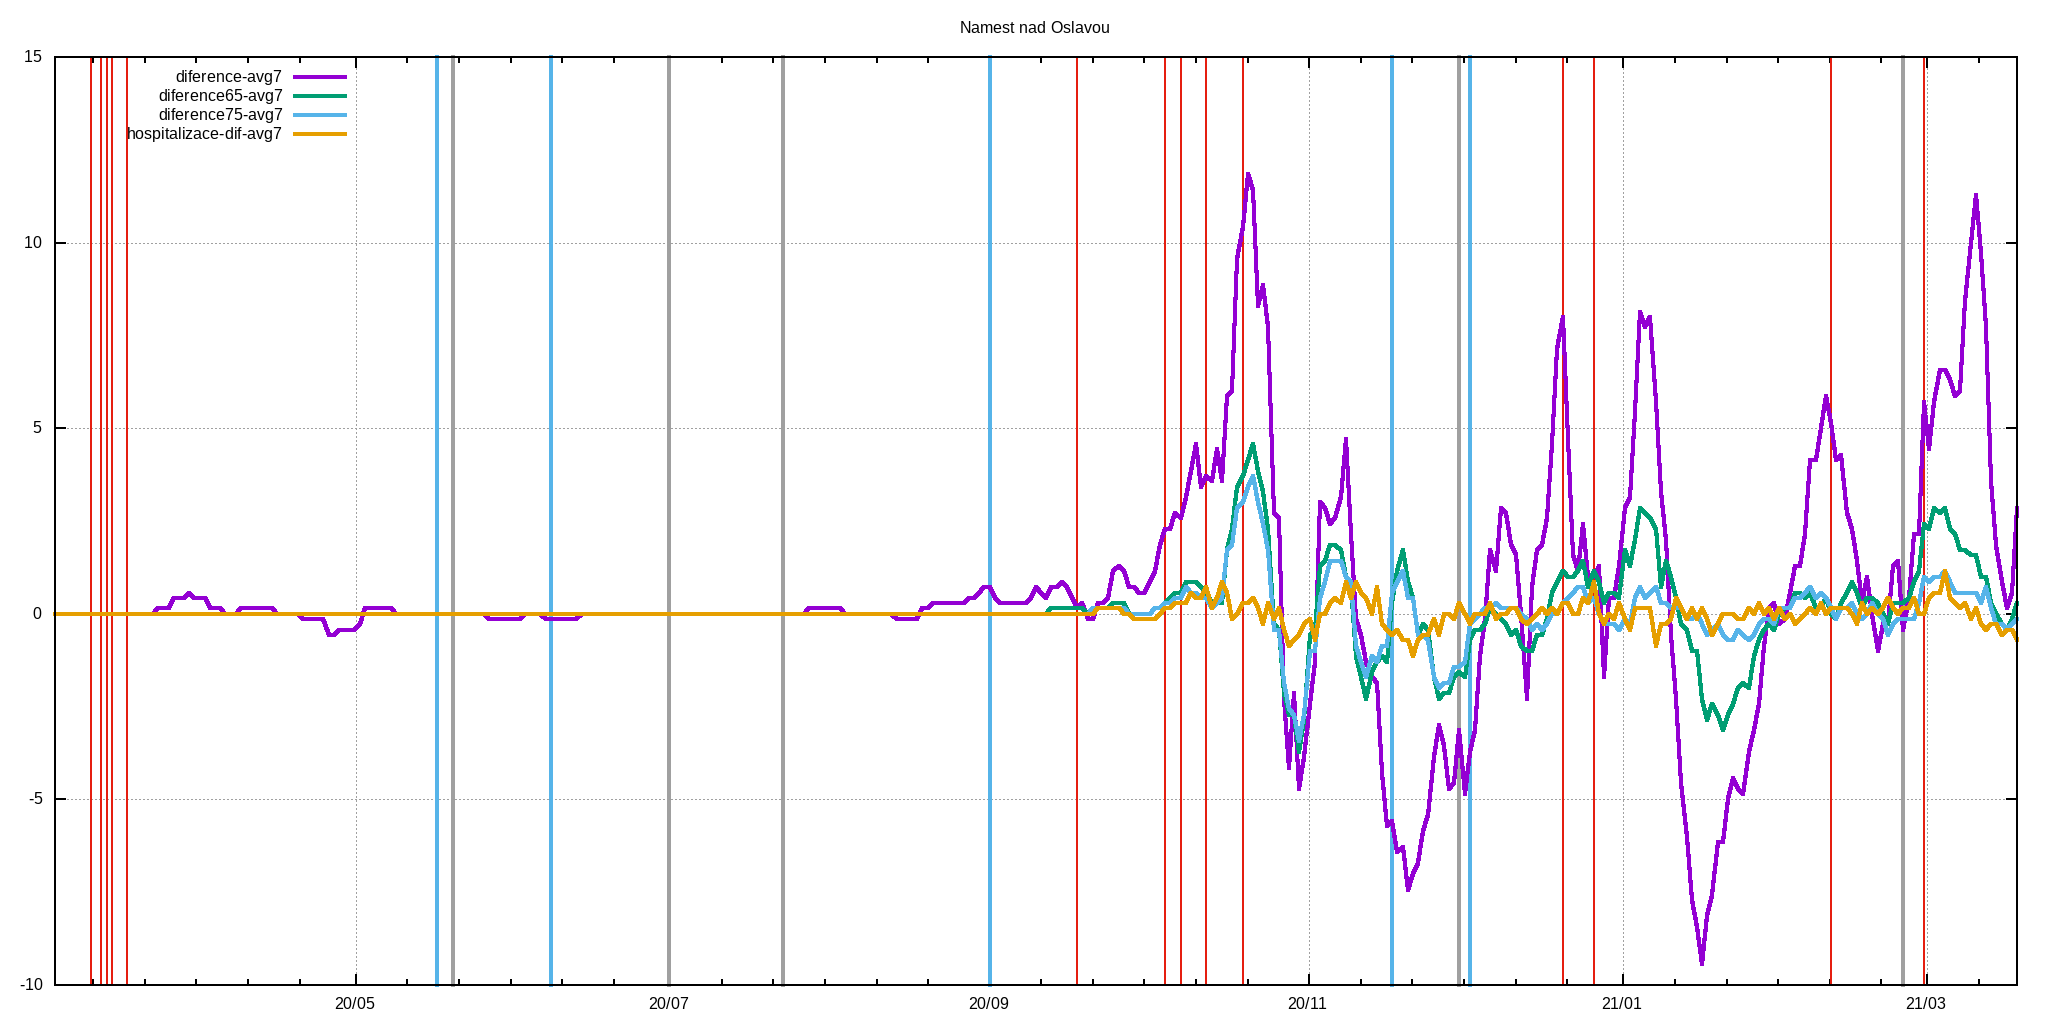 Namest nad Oslavou
15
10
5
0
-5
-10
diference-avg7
diference65-avg7
diference75-avg7
hospitalizace-dif-avg7
20/05
20/07
20/09
20/11
21/01
21/03